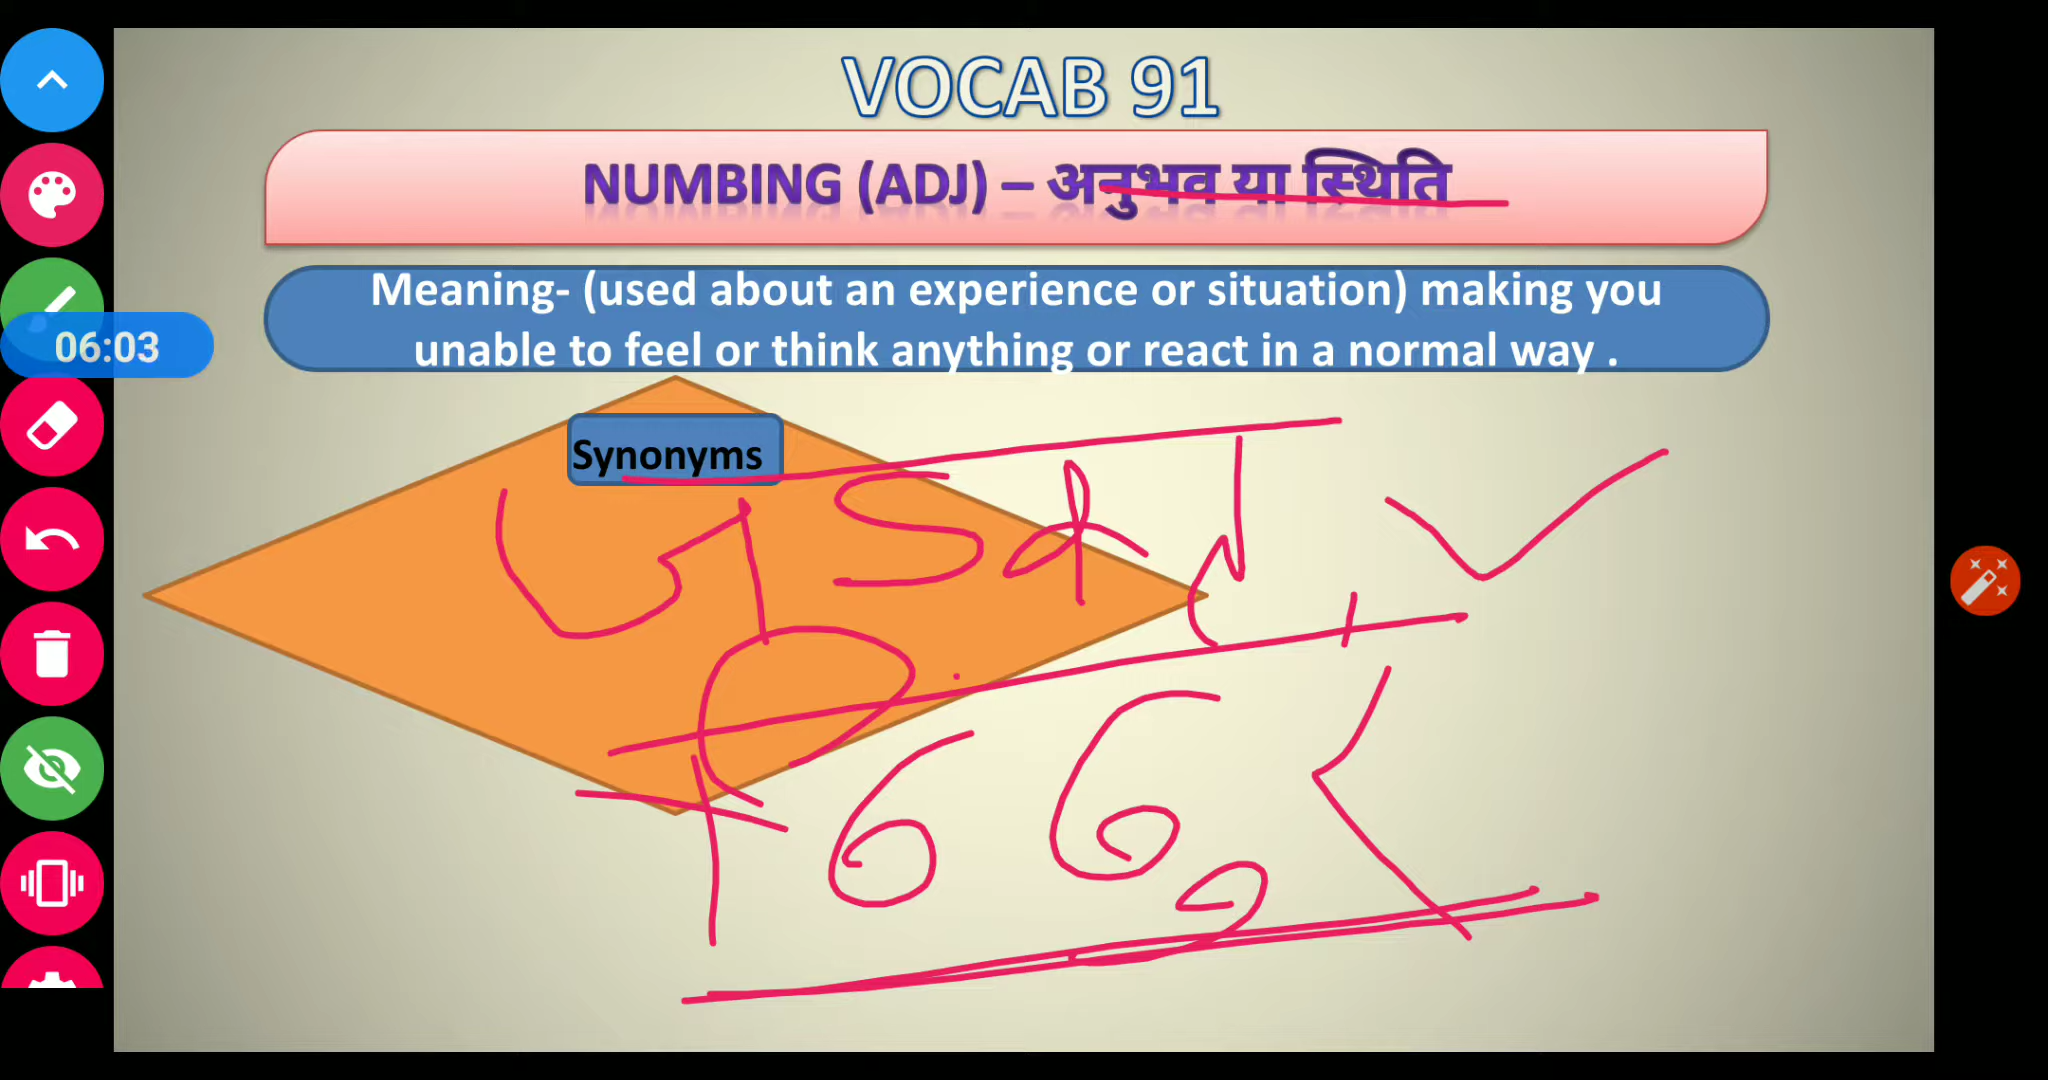 VOCAB 91
NUMBING (ADJ) – अनुभव या स्थिति
Meaning- (used about an experience or situation) making you
unable to feel or think anything or react in a normal way .
06:03
Synonyms